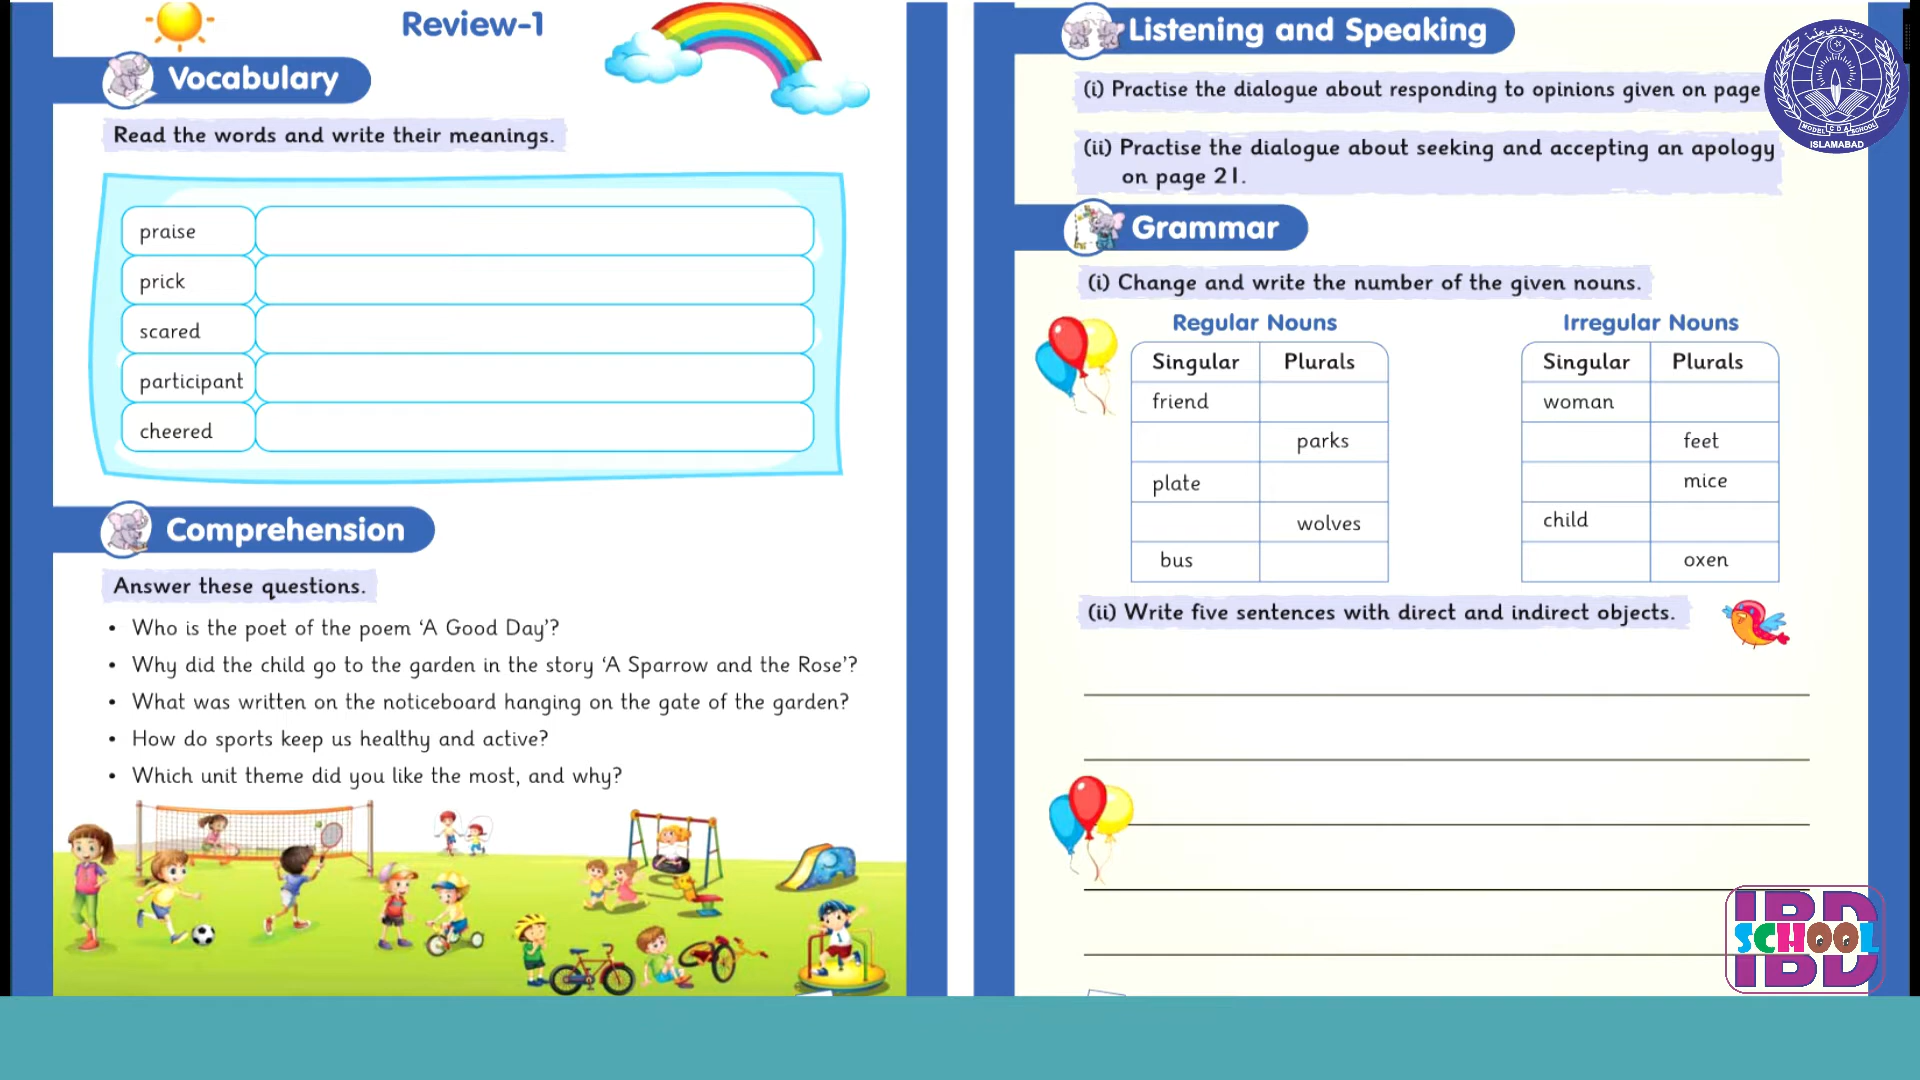 Review-1
Vocabulary
Read the words and write their meanings.
praise
prick
scared
participant
cheered
Comprehension
Answer these questions.
• Who is the poet of the poem ‘A Good Day’?
• Why did the child go to the garden in the story ‘A Sparrow and the Rose’?
• What was written on the noticeboard hanging on the gate of the garden?
• How do sports keep us healthy and active?
• Which unit theme did you like the most, and why?
Listening and Speaking
(i) Practise the dialogue about responding to opinions given on page
(ii) Practise the dialogue about seeking and accepting an apology
on page 21.
Grammar
(i) Change and write the number of the given nouns.
Regular Nouns
Singular Plurals
friend
parks
plate
wolves
bus
Irregular Nouns
Singular Plurals
woman
feet
mice
child
oxen
(ii) Write five sentences with direct and indirect objects.
MODEL CDA SCHOOL
ISLAMABAD
IBD
SCHOOL
IBD